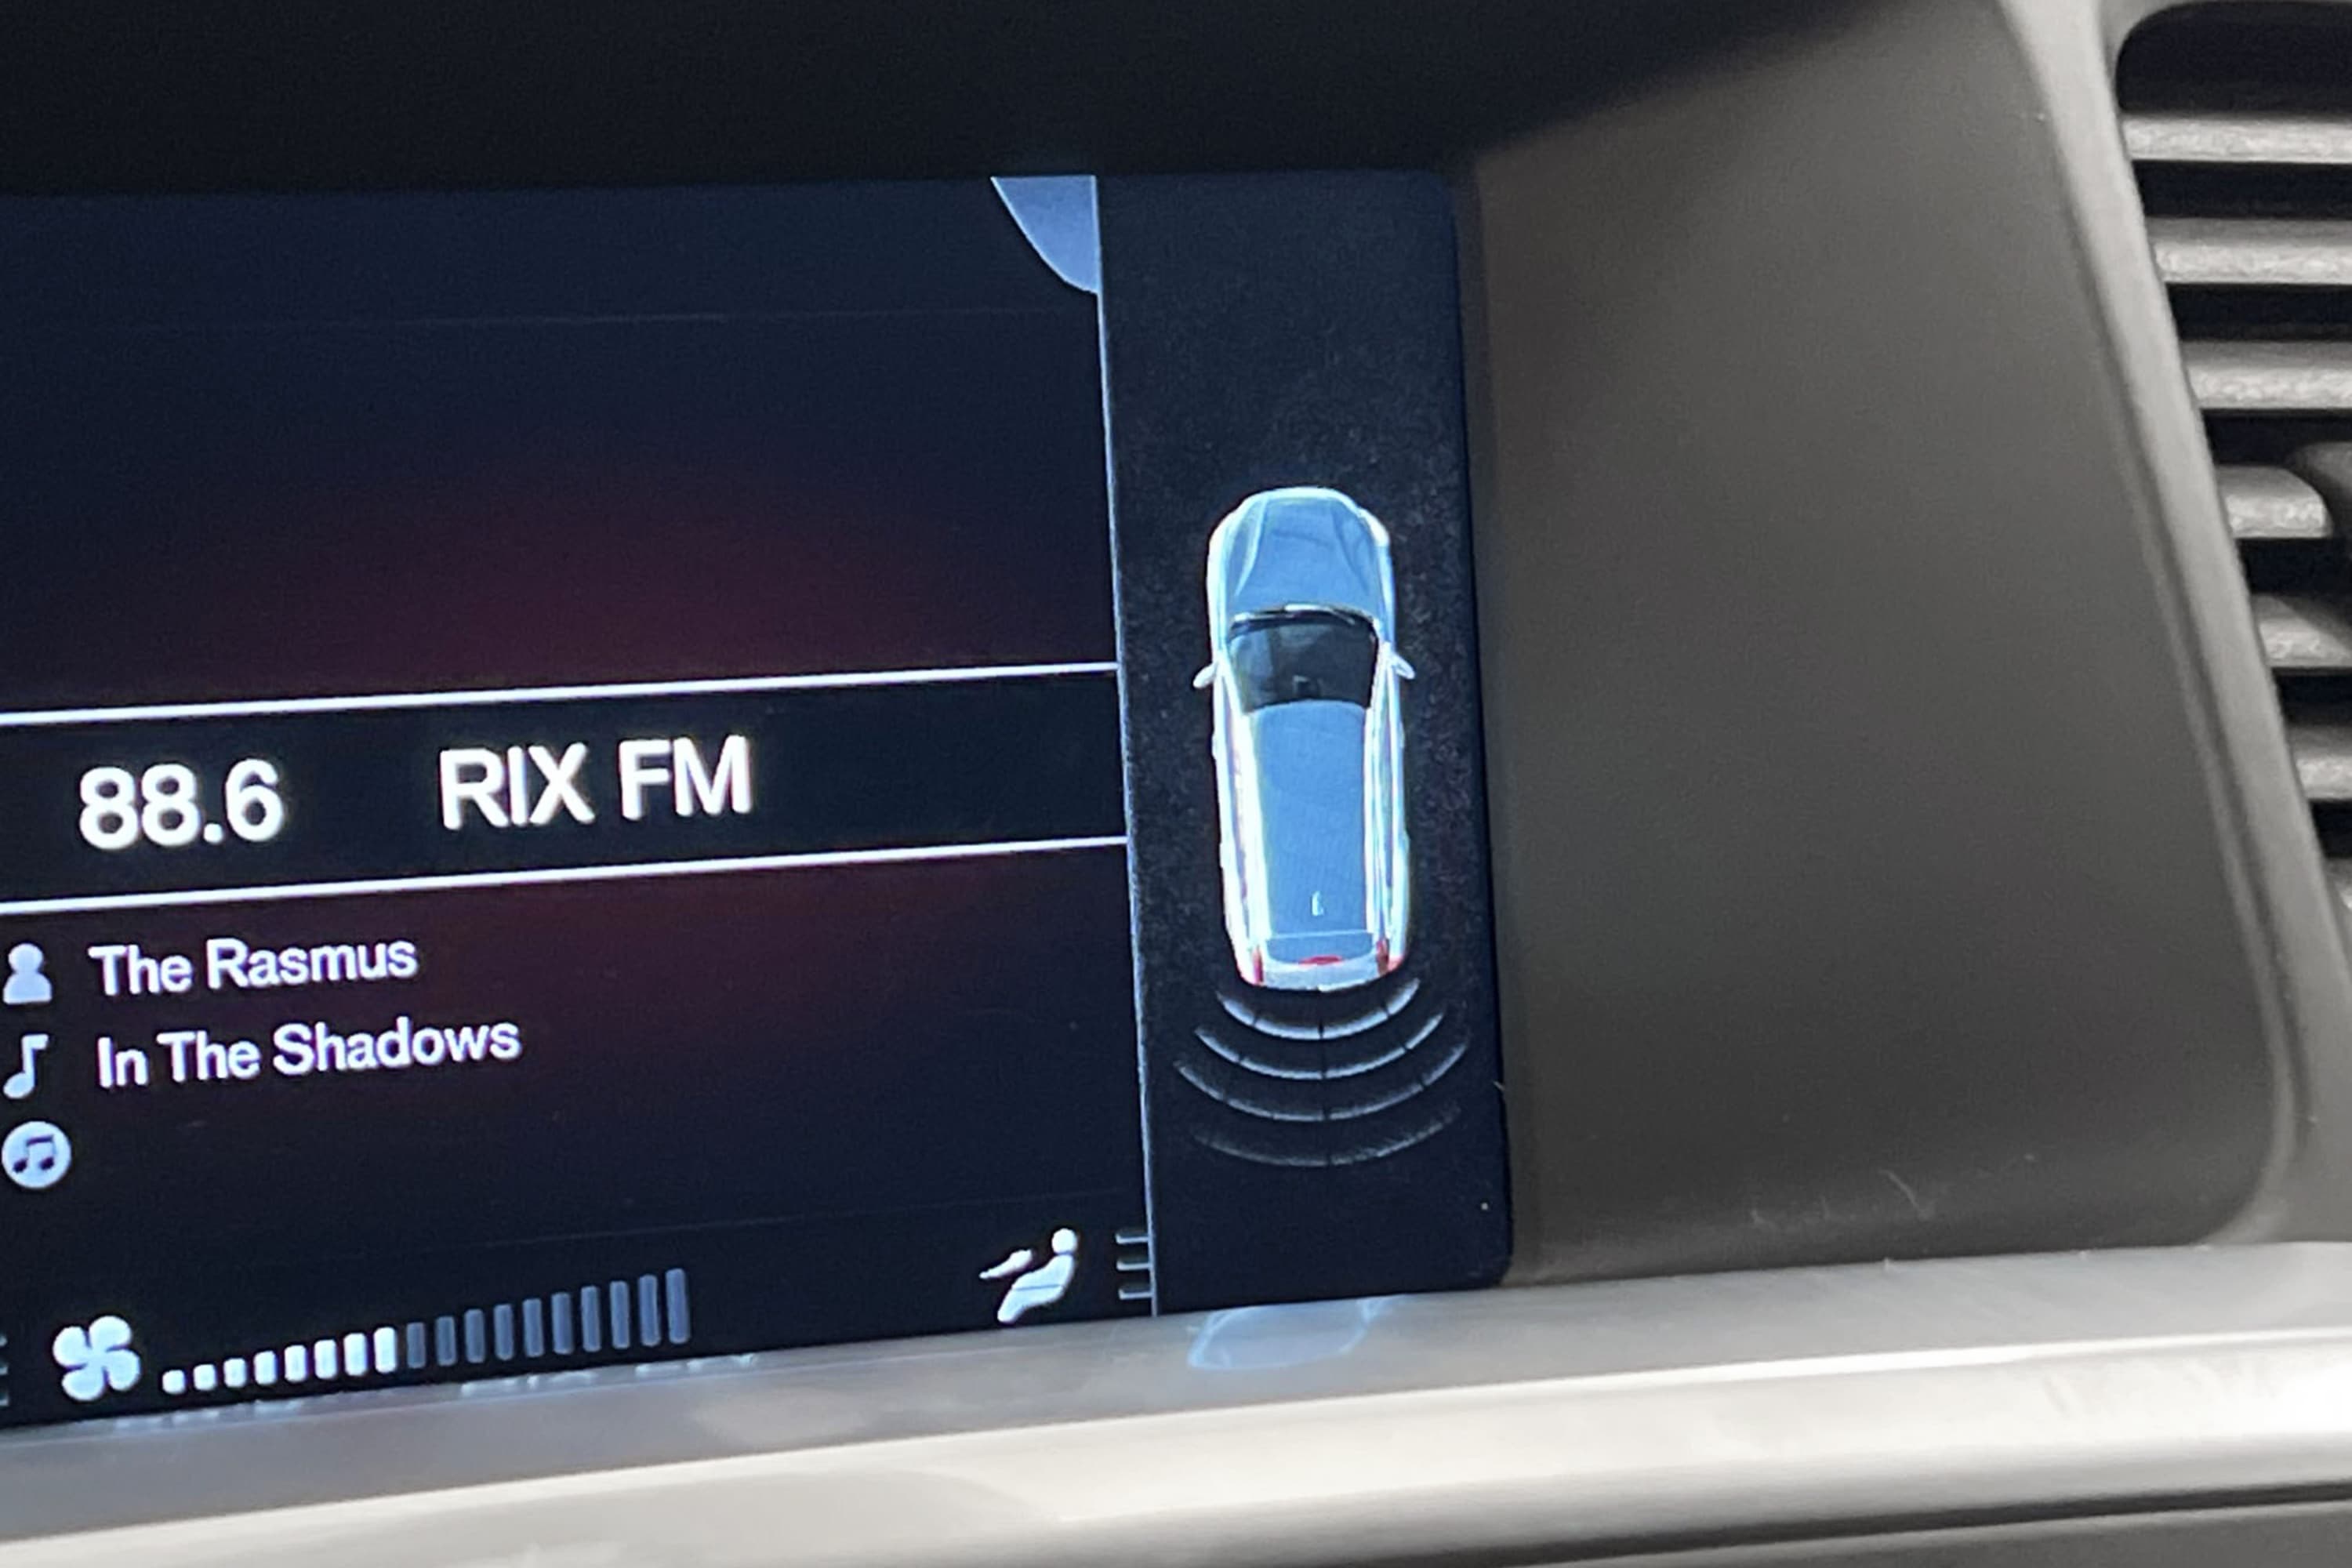 88.6 RIX FM
The Rasmus
In The Shadows